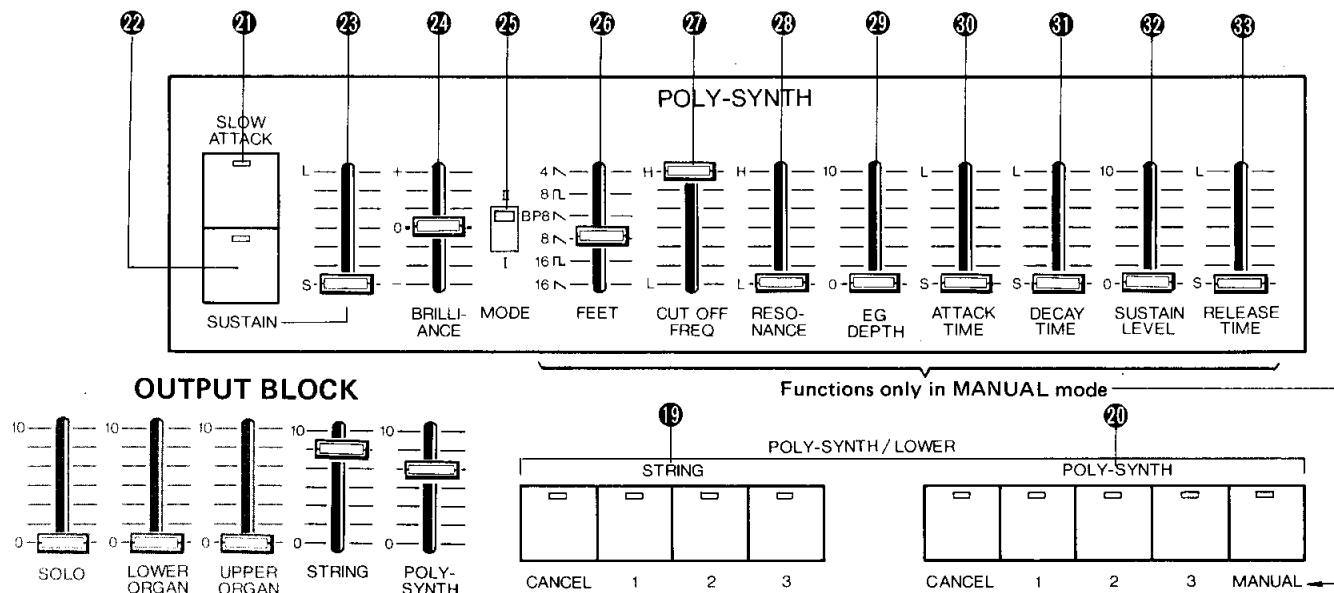 22 21 23 24 25 26 27 28 29 30 31 32 33
POLY-SYNTH
SLOW
ATTACK
L + II 4 H H 10 L L 10 L
8
BP8
0 8
16
S - I 16 L L 0 S S 0 S
SUSTAIN
BRILLI-
ANCE
MODE
FEET
CUT OFF
FREQ
RESO-
NANCE
EG
DEPTH
ATTACK
TIME
DECAY
TIME
SUSTAIN
LEVEL
RELEASE
TIME
Functions only in MANUAL mode
OUTPUT BLOCK
10 10 10 10 10
0 0 0 0 0
SOLO
LOWER
ORGAN
UPPER
ORGAN
STRING
POLY-
SYNTH
19 20
POLY-SYNTH / LOWER
STRING POLY-SYNTH
CANCEL 1 2 3 CANCEL 1 2 3 MANUAL